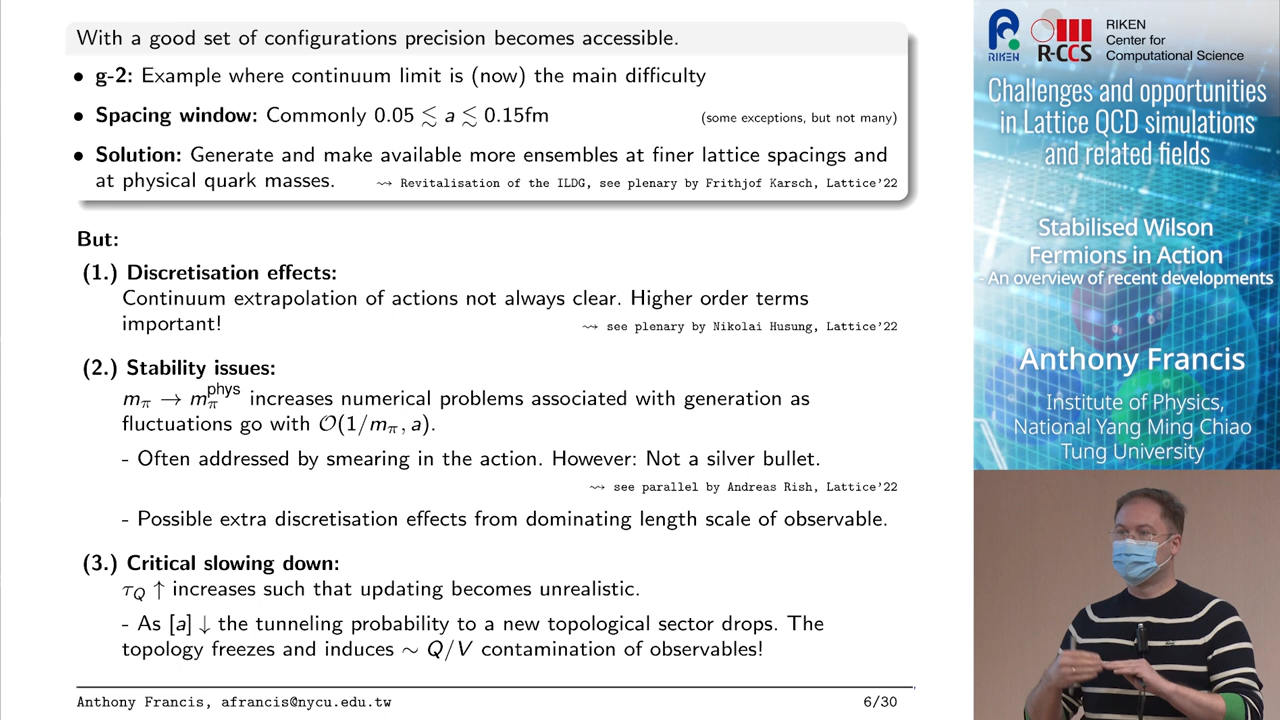 With a good set of configurations precision becomes accessible.
• g-2: Example where continuum limit is (now) the main difficulty
• Spacing window: Commonly 0.05 ≲ a ≲ 0.15fm (some exceptions, but not many)
• Solution: Generate and make available more ensembles at finer lattice spacings and
at physical quark masses. ⇝ Revitalisation of the ILDG, see plenary by Frithjof Karsch, Lattice'22
But:
(1.) Discretisation effects:
Continuum extrapolation of actions not always clear. Higher order terms
important! ⇝ see plenary by Nikolai Husung, Lattice'22
(2.) Stability issues:
m_π → m_π^phys increases numerical problems associated with generation as
fluctuations go with 𝒪(1/m_π, a).
- Often addressed by smearing in the action. However: Not a silver bullet.
⇝ see parallel by Andreas Rish, Lattice'22
- Possible extra discretisation effects from dominating length scale of observable.
(3.) Critical slowing down:
τ_Q ↑ increases such that updating becomes unrealistic.
- As [a] ↓ the tunneling probability to a new topological sector drops. The
topology freezes and induces ∼ Q/V contamination of observables!
Anthony Francis, afrancis@nycu.edu.tw 6/30
RIKEN
R-CCS
RIKEN
Center for
Computational Science
Challenges and opportunities
in Lattice QCD simulations
and related fields
Stabilised Wilson
Fermions in Action
- An overview of recent developments
Anthony Francis
Institute of Physics,
National Yang Ming Chiao
Tung University